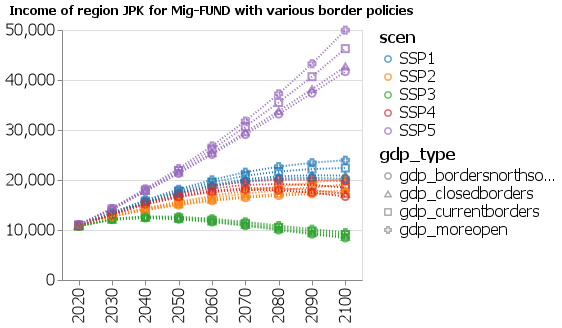 Income of region JPK for Mig-FUND with various border policies
50,000
40,000
30,000
20,000
10,000
0
2020
2030
2040
2050
2060
2070
2080
2090
2100
scen
SSP1
SSP2
SSP3
SSP4
SSP5
gdp_type
gdp_bordersnorthso...
gdp_closedborders
gdp_currentborders
gdp_moreopen